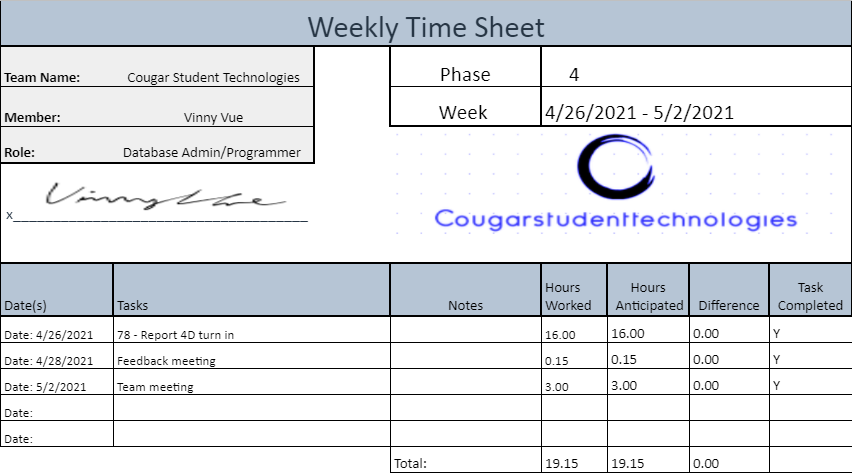 Weekly Time Sheet
Team Name: Cougar Student Technologies
Phase 4
Member: Vinny Vue
Week 4/26/2021 - 5/2/2021
Role: Database Admin/Programmer
Vinny Vue
x
Cougarstudenttechnologies
Date(s) Tasks Notes Hours Worked Hours Anticipated Difference Task Completed
Date: 4/26/2021 78 - Report 4D turn in 16.00 16.00 0.00 Y
Date: 4/28/2021 Feedback meeting 0.15 0.15 0.00 Y
Date: 5/2/2021 Team meeting 3.00 3.00 0.00 Y
Date:
Date:
Total: 19.15 19.15 0.00